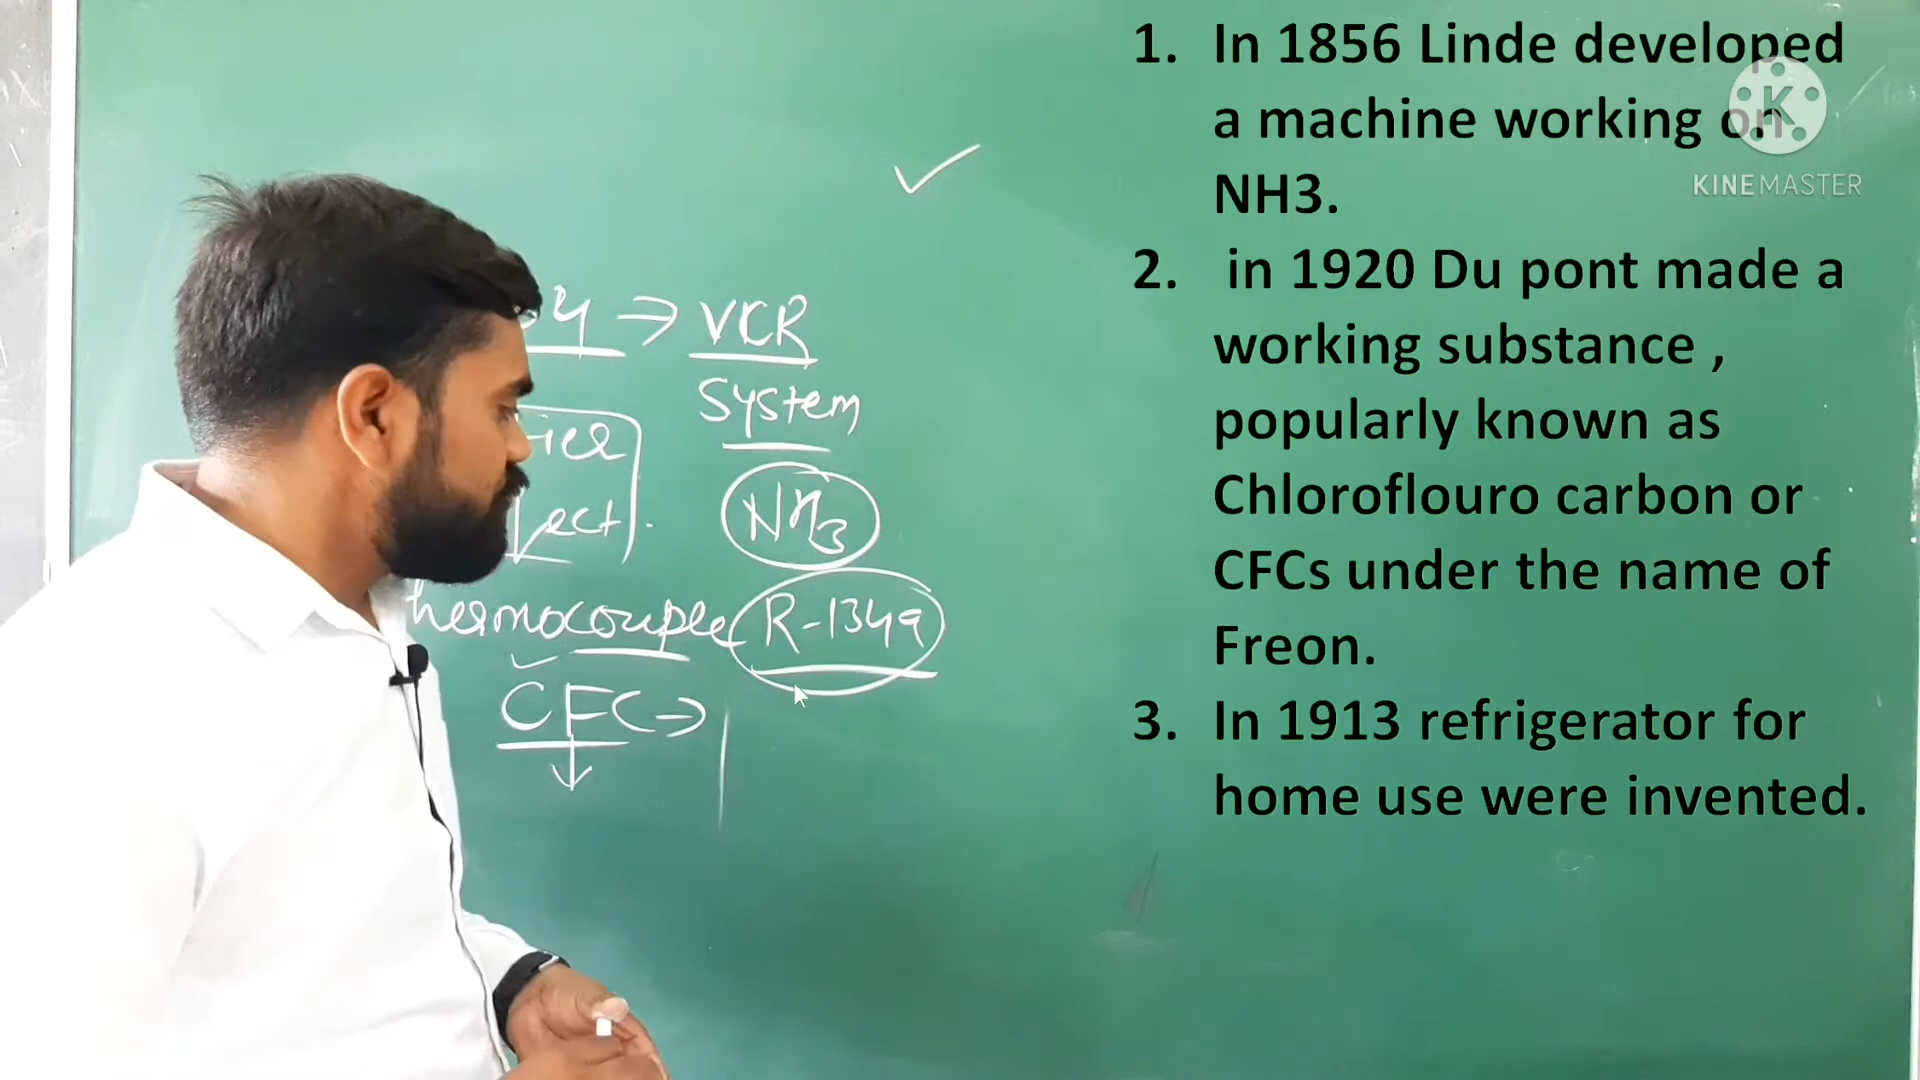 1. In 1856 Linde developed
a machine working on
NH3.
2. in 1920 Du pont made a
working substance ,
popularly known as
Chloroflouro carbon or
CFCs under the name of
Freon.
3. In 1913 refrigerator for
home use were invented.
KINEMASTER
4 → VCR
System
NH3
thermocouple R-134a
CFC →